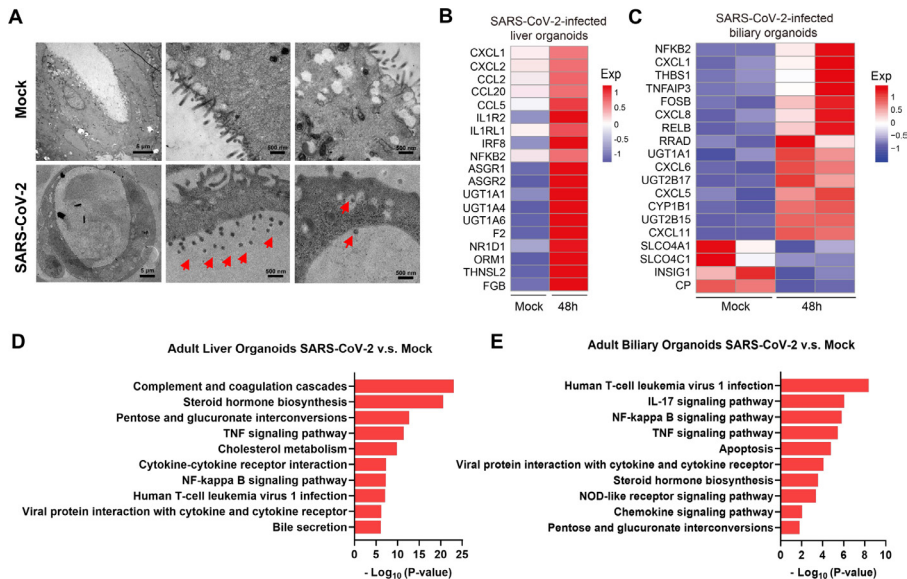 A
Mock
5 μm
500 nm
500 nm
SARS-CoV-2
5 μm
500 nm
500 nm
B
SARS-CoV-2-infected
liver organoids
CXCL1
CXCL2
CCL2
CCL20
CCL5
IL1R2
IL1RL1
IRF8
NFKB2
ASGR1
ASGR2
UGT1A1
UGT1A4
UGT1A6
F2
NR1D1
ORM1
THNSL2
FGB
Mock 48h
Exp
1
0.5
0
-0.5
-1
C
SARS-CoV-2-infected
biliary organoids
NFKB2
CXCL1
THBS1
TNFAIP3
FOSB
CXCL8
RELB
RRAD
UGT1A1
CXCL6
UGT2B17
CXCL5
CYP1B1
UGT2B15
CXCL11
SLCO4A1
SLCO4C1
INSIG1
CP
Mock 48h
Exp
1
0.5
0
-0.5
-1
D
Adult Liver Organoids SARS-CoV-2 v.s. Mock
Complement and coagulation cascades
Steroid hormone biosynthesis
Pentose and glucuronate interconversions
TNF signaling pathway
Cholesterol metabolism
Cytokine-cytokine receptor interaction
NF-kappa B signaling pathway
Human T-cell leukemia virus 1 infection
Viral protein interaction with cytokine and cytokine receptor
Bile secretion
0 5 10 15 20 25
- Log10 (P-value)
E
Adult Biliary Organoids SARS-CoV-2 v.s. Mock
Human T-cell leukemia virus 1 infection
IL-17 signaling pathway
NF-kappa B signaling pathway
TNF signaling pathway
Apoptosis
Viral protein interaction with cytokine and cytokine receptor
Steroid hormone biosynthesis
NOD-like receptor signaling pathway
Chemokine signaling pathway
Pentose and glucuronate interconversions
0 2 4 6 8 10
- Log10 (P-value)